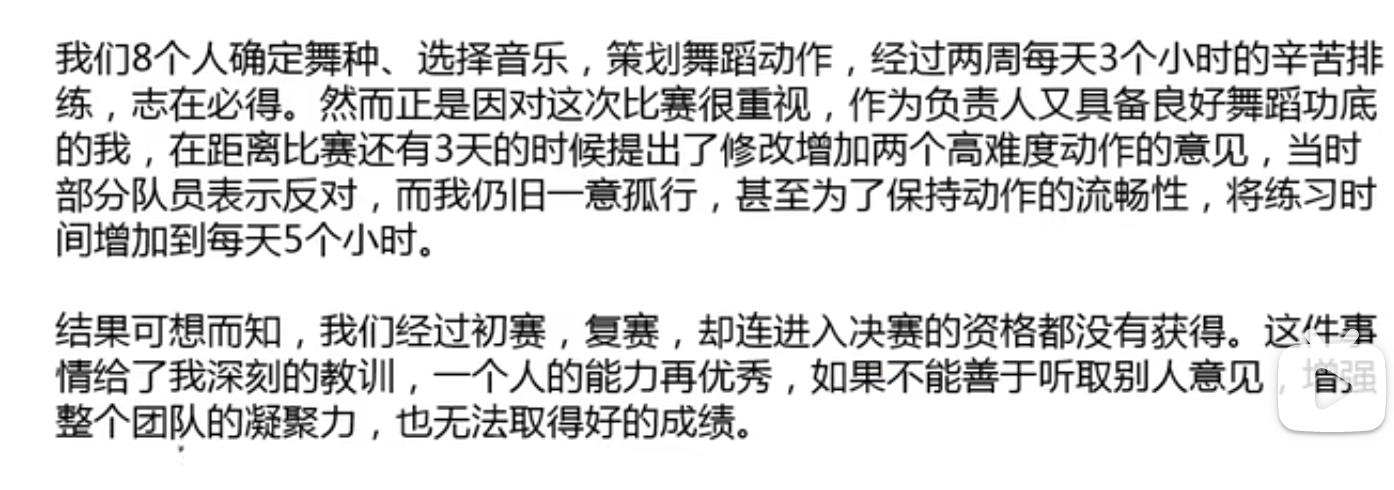 我们8个人确定舞种、选择音乐，策划舞蹈动作，经过两周每天3个小时的辛苦排
练，志在必得。然而正是因对这次比赛很重视，作为负责人又具备良好舞蹈功底
的我，在距离比赛还有3天的时候提出了修改增加两个高难度动作的意见，当时
部分队员表示反对，而我仍旧一意孤行，甚至为了保持动作的流畅性，将练习时
间增加到每天5个小时。
结果可想而知，我们经过初赛，复赛，却连进入决赛的资格都没有获得。这件事
情给了我深刻的教训，一个人的能力再优秀，如果不能善于听取别人意见，增强
整个团队的凝聚力，也无法取得好的成绩。